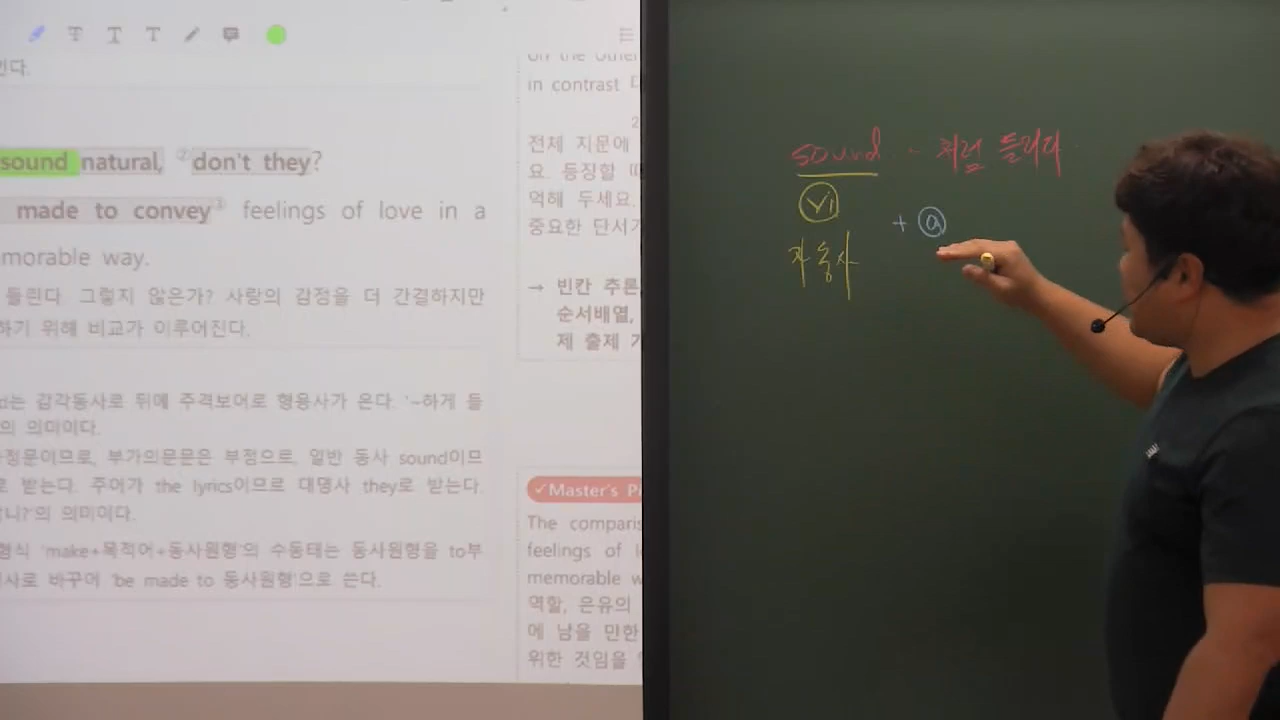 인다.
sound natural, ②don't they?
made to convey③ feelings of love in a
morable way.
들린다. 그렇지 않은가? 사랑의 감정을 더 간결하지만
하기 위해 비교가 이루어진다.
d는 감각동사로 뒤에 주격보어로 형용사가 온다. '~하게 들
의 의미이다.
정문이므로, 부가의문문은 부정으로, 일반 동사 sound이므
로 받는다. 주어가 the lyrics이므로 대명사 they로 받는다.
니?'의 의미이다.
형식 'make+목적어+동사원형'의 수동태는 동사원형을 to부
사로 바꾸어 'be made to 동사원형'으로 쓴다.
on the other
in contrast
전체 지문에
요. 등장할 때
억해 두세요.
중요한 단서가
→ 빈칸 추론
순서배열,
제 출제 가
✓Master's Pi
The comparis
feelings of l
memorable w
역할, 은유의
에 남을 만한
위한 것임을
sound - 처럼 들리다
vi + ⓐ
자동사